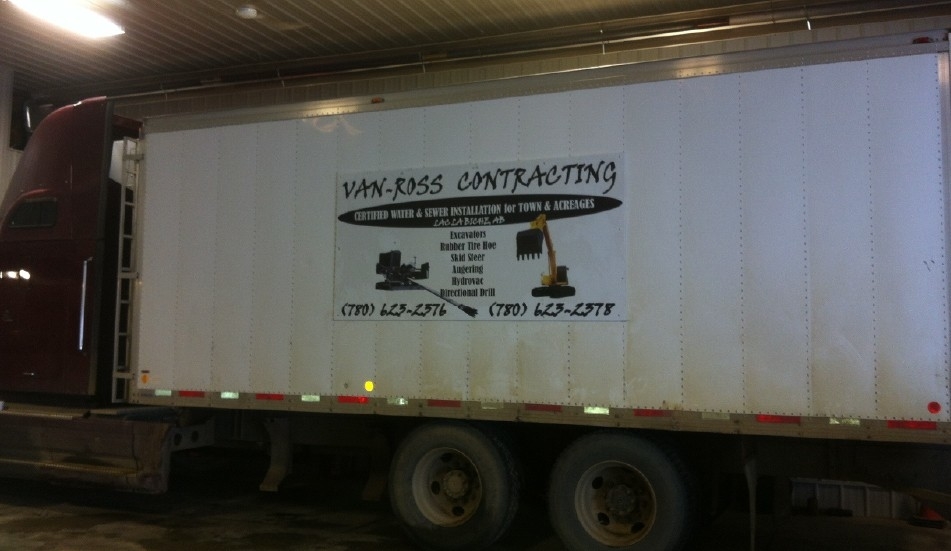 VAN-ROSS CONTRACTING
CERTIFIED WATER & SEWER INSTALLATION for TOWN & ACREAGES
LAC LA BICHE, AB
Excavators
Rubber Tire Hoe
Skid Steer
Augering
Hydrovac
Directional Drill
(780) 623-2376 (780) 623-2378